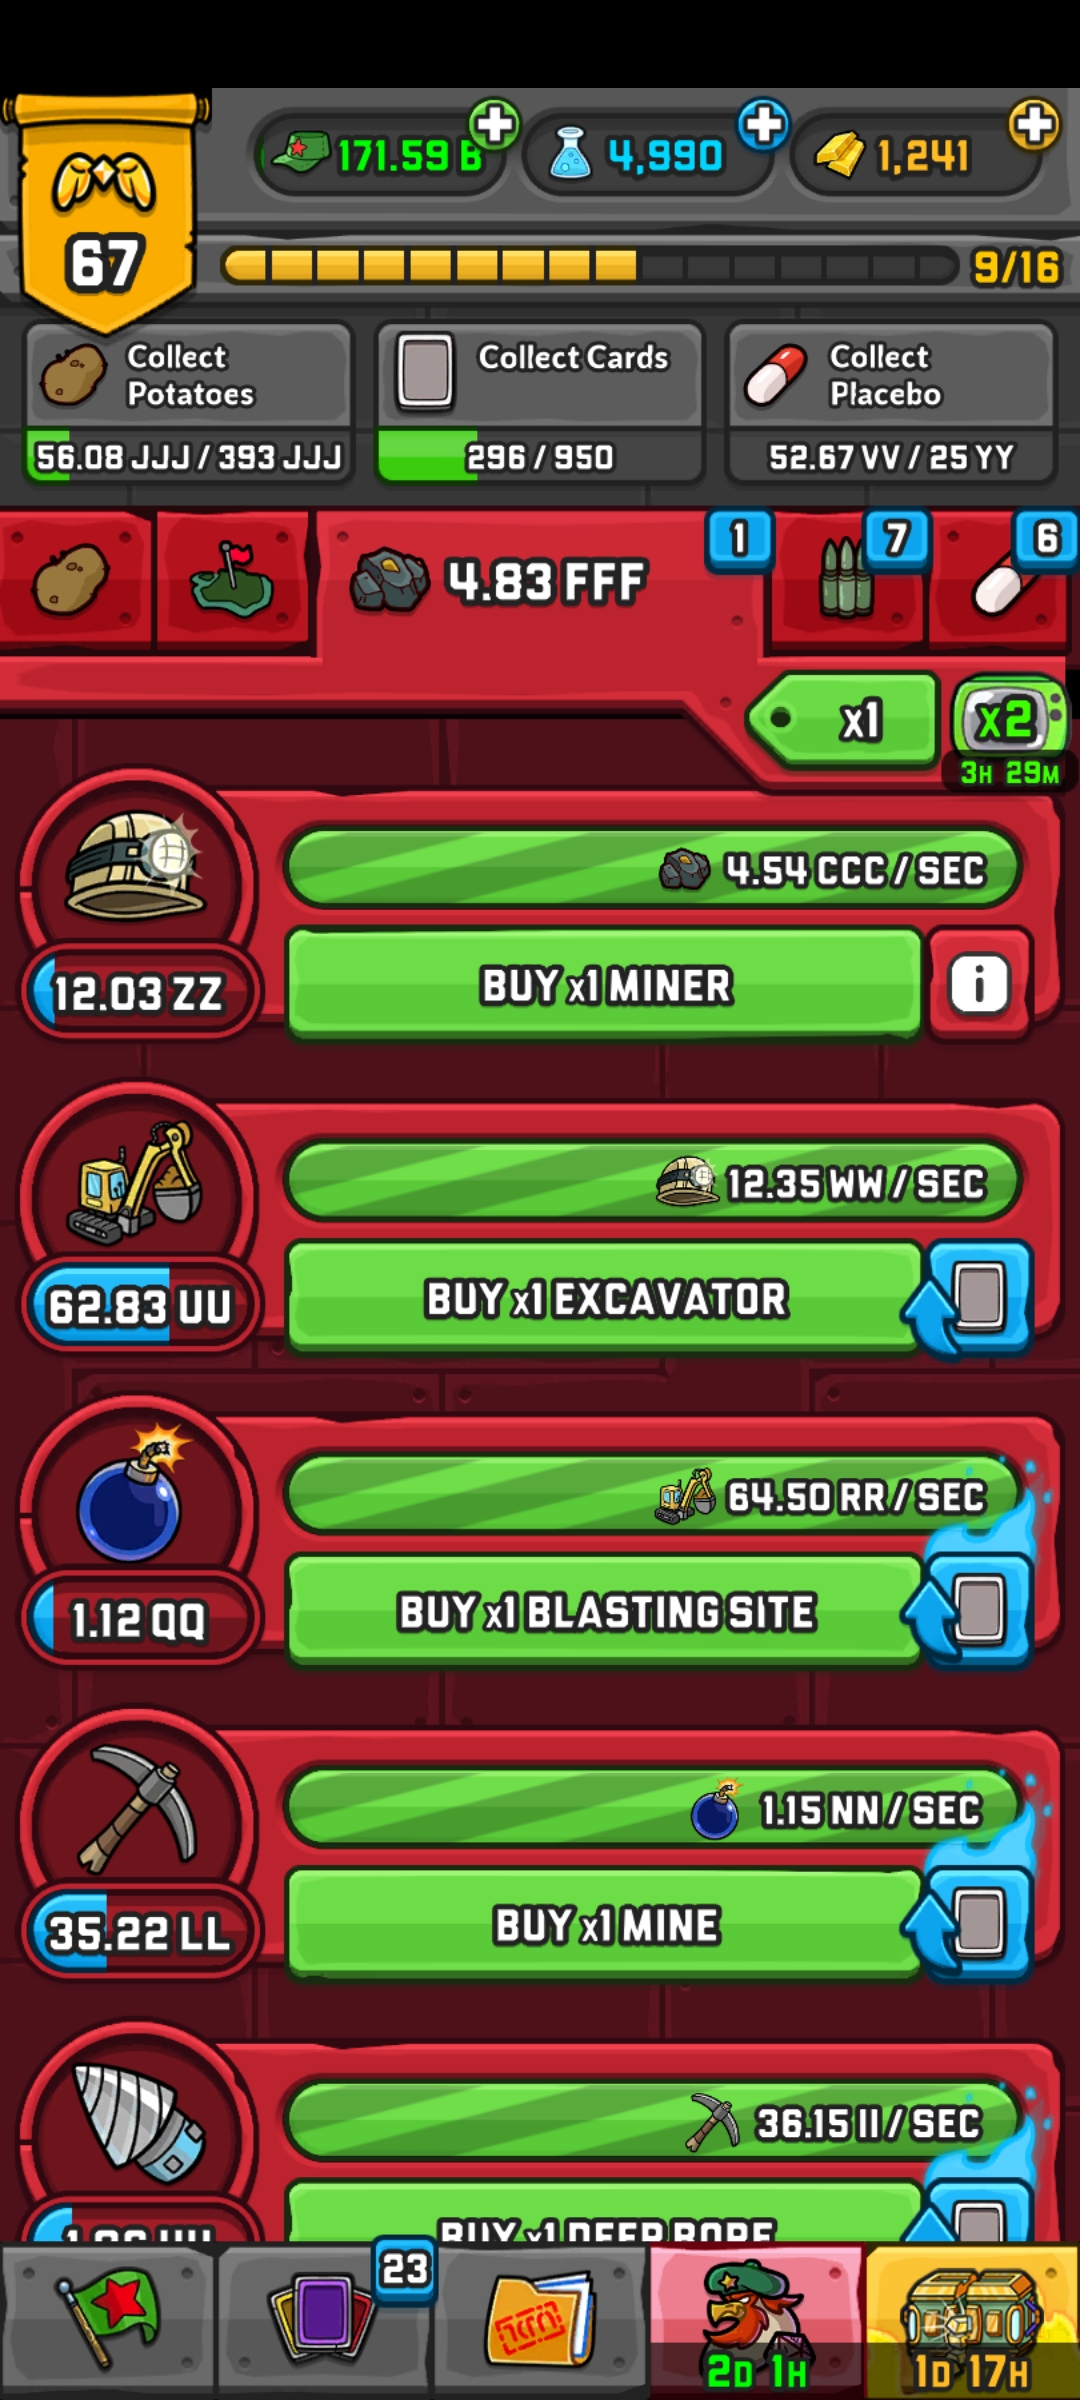 171.59 B
4,990
1,241
67
9/16
Collect
Potatoes
56.08 JJJ / 393 JJJ
Collect Cards
296 / 950
Collect
Placebo
52.67 VV / 25 YY
4.83 FFF
1
7
6
x1
x2
3H 29M
4.54 CCC / SEC
12.03 ZZ
BUY x1 MINER
i
12.35 WW / SEC
62.83 UU
BUY x1 EXCAVATOR
64.50 RR / SEC
1.12 QQ
BUY x1 BLASTING SITE
1.15 NN / SEC
35.22 LL
BUY x1 MINE
36.15 II / SEC
BUY x1 DEEP BORE
23
2D 1H
1D 17H